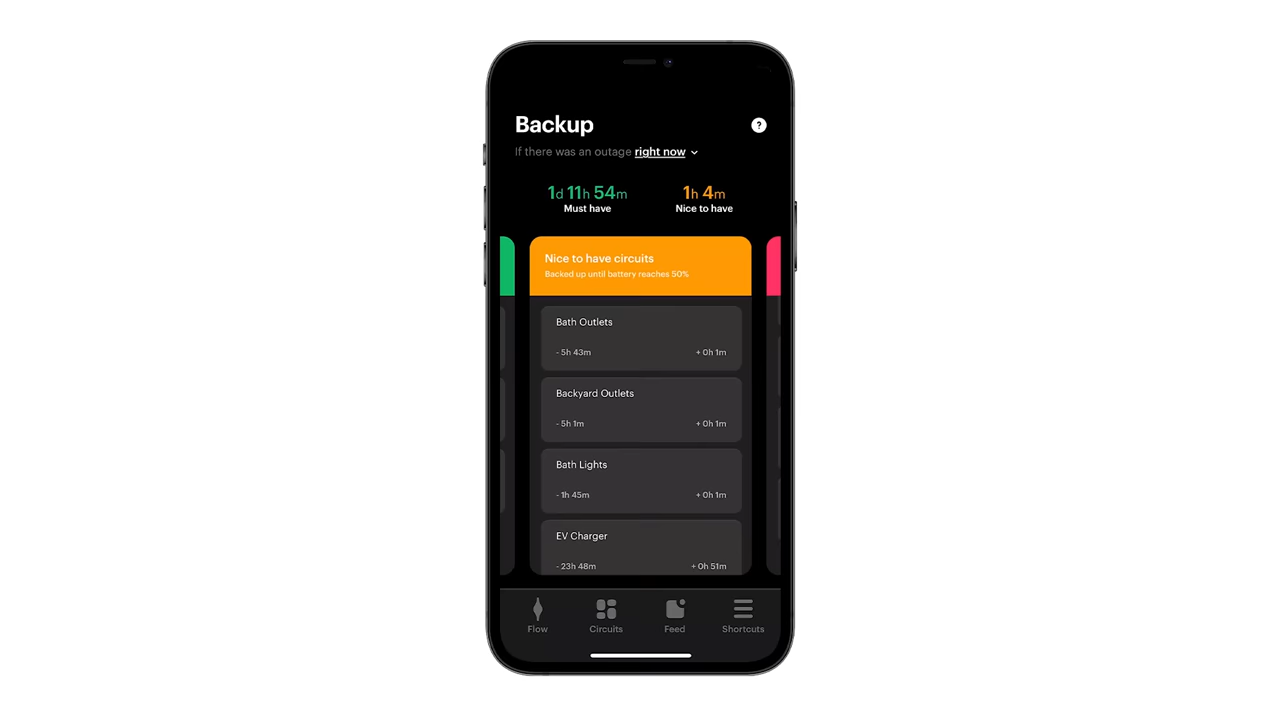 Backup
?
If there was an outage right now
1d 11h 54m
Must have
1h 4m
Nice to have
Nice to have circuits
Backed up until battery reaches 50%
Bath Outlets
- 5h 43m + 0h 1m
Backyard Outlets
- 5h 1m + 0h 1m
Bath Lights
- 1h 45m + 0h 1m
EV Charger
- 23h 48m + 0h 51m
Flow Circuits Feed Shortcuts